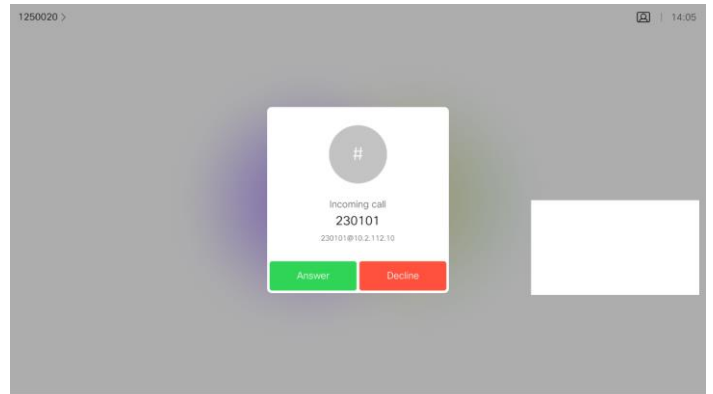 1250020 >
14:05
#
Incoming call
230101
230101@10.2.112.10
Answer
Decline